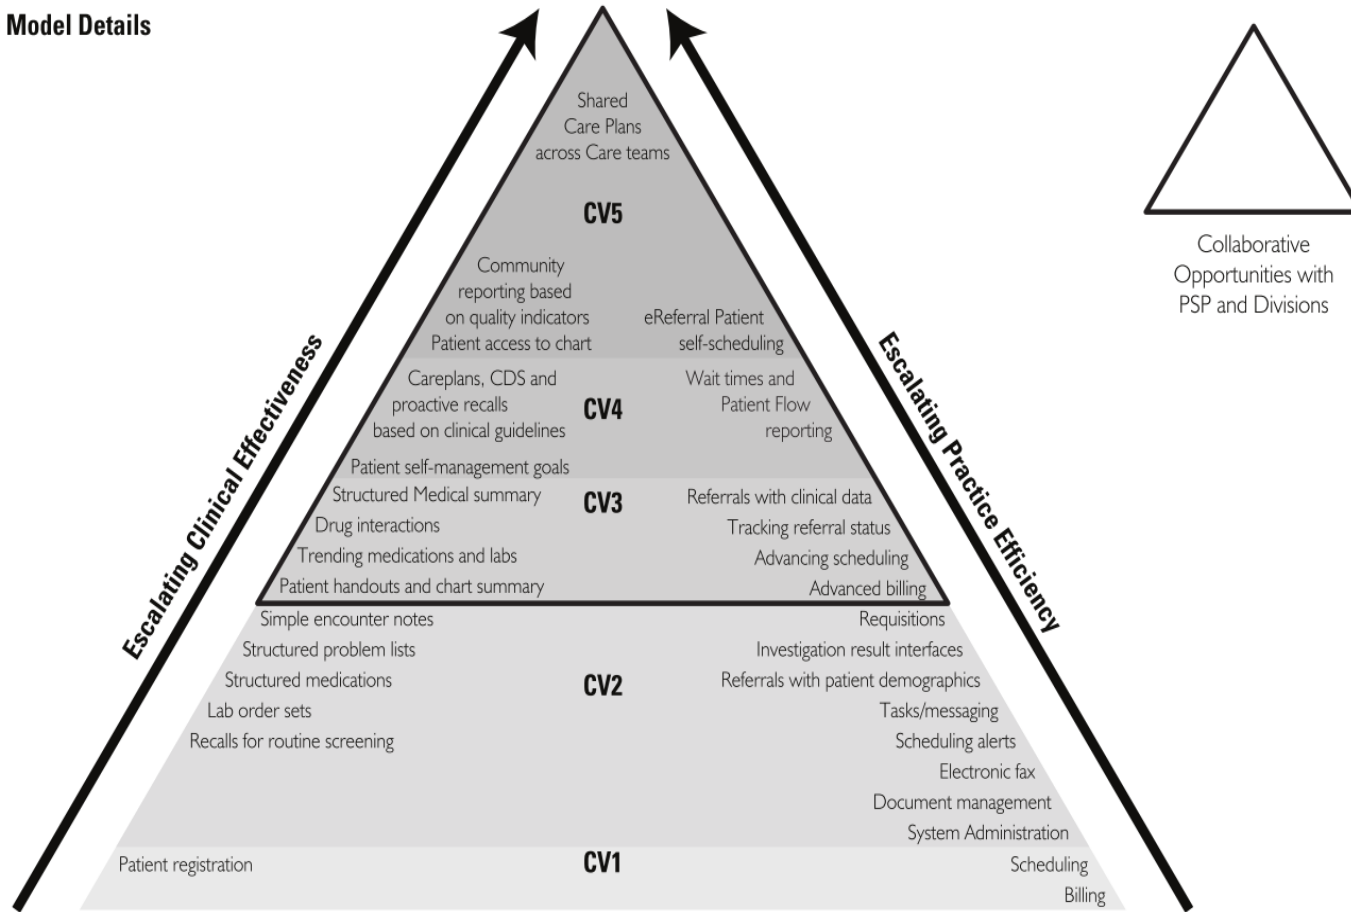 Model Details
Shared
Care Plans
across Care teams
CV5
Community
reporting based
on quality indicators
Patient access to chart
eReferral Patient
self-scheduling
Careplans, CDS and
proactive recalls
based on clinical guidelines
Patient self-management goals
CV4
Wait times and
Patient Flow
reporting
Structured Medical summary
Drug interactions
Trending medications and labs
Patient handouts and chart summary
CV3
Referrals with clinical data
Tracking referral status
Advancing scheduling
Advanced billing
Simple encounter notes
Structured problem lists
Structured medications
Lab order sets
Recalls for routine screening
CV2
Requisitions
Investigation result interfaces
Referrals with patient demographics
Tasks/messaging
Scheduling alerts
Electronic fax
Document management
System Administration
Patient registration
CV1
Scheduling
Billing
Escalating Clinical Effectiveness
Escalating Practice Efficiency
Collaborative
Opportunities with
PSP and Divisions